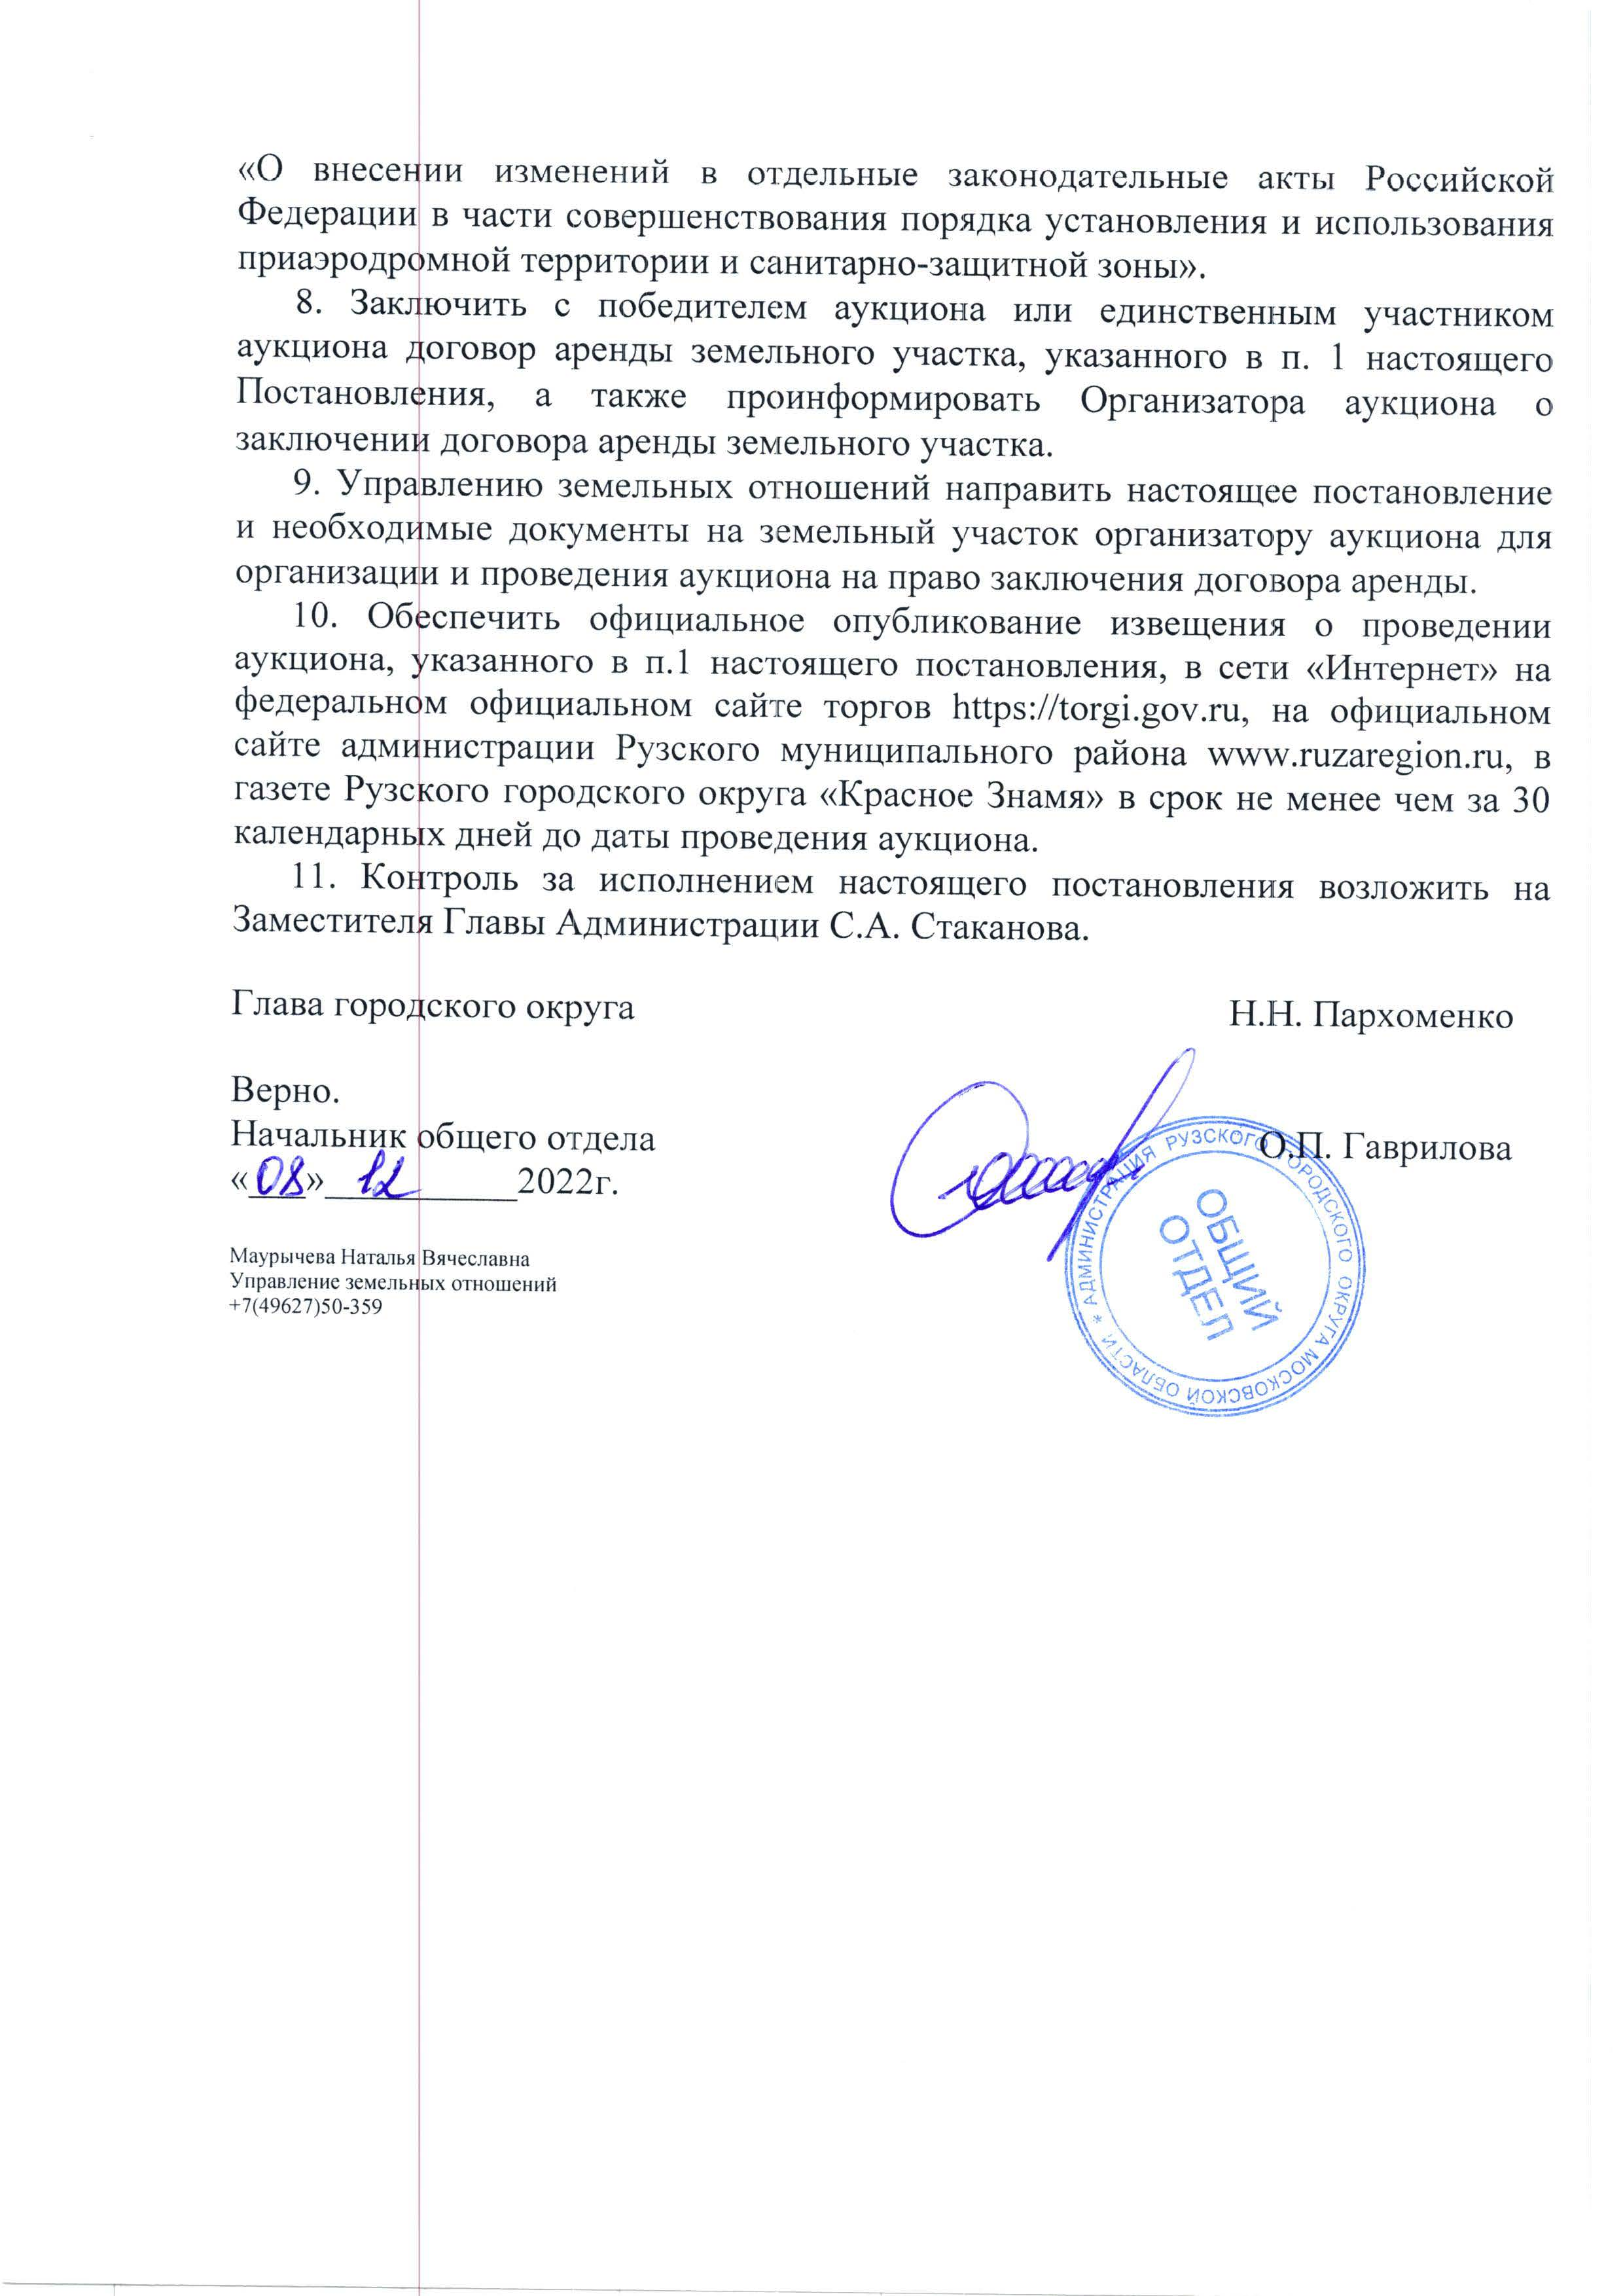 «О внесении изменений в отдельные законодательные акты Российской
Федерации в части совершенствования порядка установления и использования
приаэродромной территории и санитарно-защитной зоны».
8. Заключить с победителем аукциона или единственным участником
аукциона договор аренды земельного участка, указанного в п. 1 настоящего
Постановления, а также проинформировать Организатора аукциона о
заключении договора аренды земельного участка.
9. Управлению земельных отношений направить настоящее постановление
и необходимые документы на земельный участок организатору аукциона для
организации и проведения аукциона на право заключения договора аренды.
10. Обеспечить официальное опубликование извещения о проведении
аукциона, указанного в п.1 настоящего постановления, в сети «Интернет» на
федеральном официальном сайте торгов https://torgi.gov.ru, на официальном
сайте администрации Рузского муниципального района www.ruzaregion.ru, в
газете Рузского городского округа «Красное Знамя» в срок не менее чем за 30
календарных дней до даты проведения аукциона.
11. Контроль за исполнением настоящего постановления возложить на
Заместителя Главы Администрации С.А. Стаканова.
Глава городского округа Н.Н. Пархоменко
Верно.
Начальник общего отдела О.П. Гаврилова
«08» 12 2022г.
Маурычева Наталья Вячеславна
Управление земельных отношений
+7(49627)50-359
* АДМИНИСТРАЦИЯ РУЗСКОГО ГОРОДСКОГО ОКРУГА МОСКОВСКОЙ ОБЛАСТИ
ОБЩИЙ
ОТДЕЛ